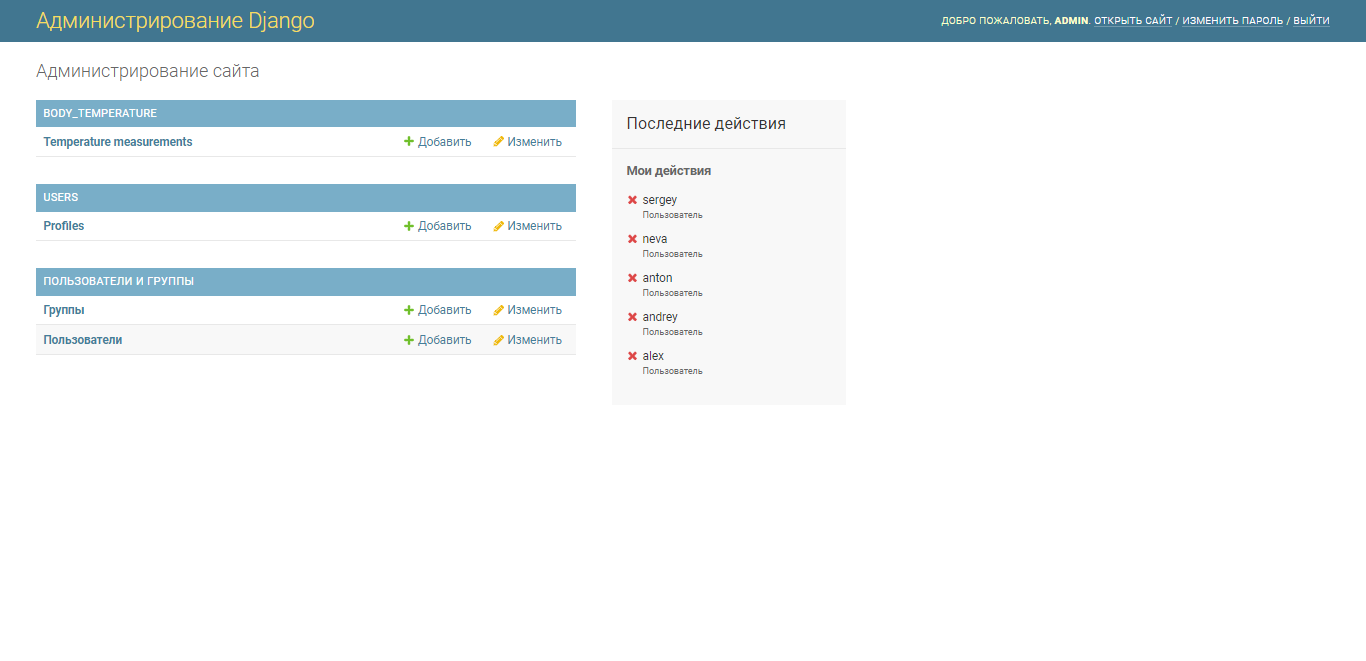 Администрирование Django
ДОБРО ПОЖАЛОВАТЬ, ADMIN. ОТКРЫТЬ САЙТ / ИЗМЕНИТЬ ПАРОЛЬ / ВЫЙТИ
Администрирование сайта
BODY_TEMPERATURE
Temperature measurements Добавить Изменить
USERS
Profiles Добавить Изменить
ПОЛЬЗОВАТЕЛИ И ГРУППЫ
Группы Добавить Изменить
Пользователи Добавить Изменить
Последние действия
Мои действия
sergey
Пользователь
neva
Пользователь
anton
Пользователь
andrey
Пользователь
alex
Пользователь